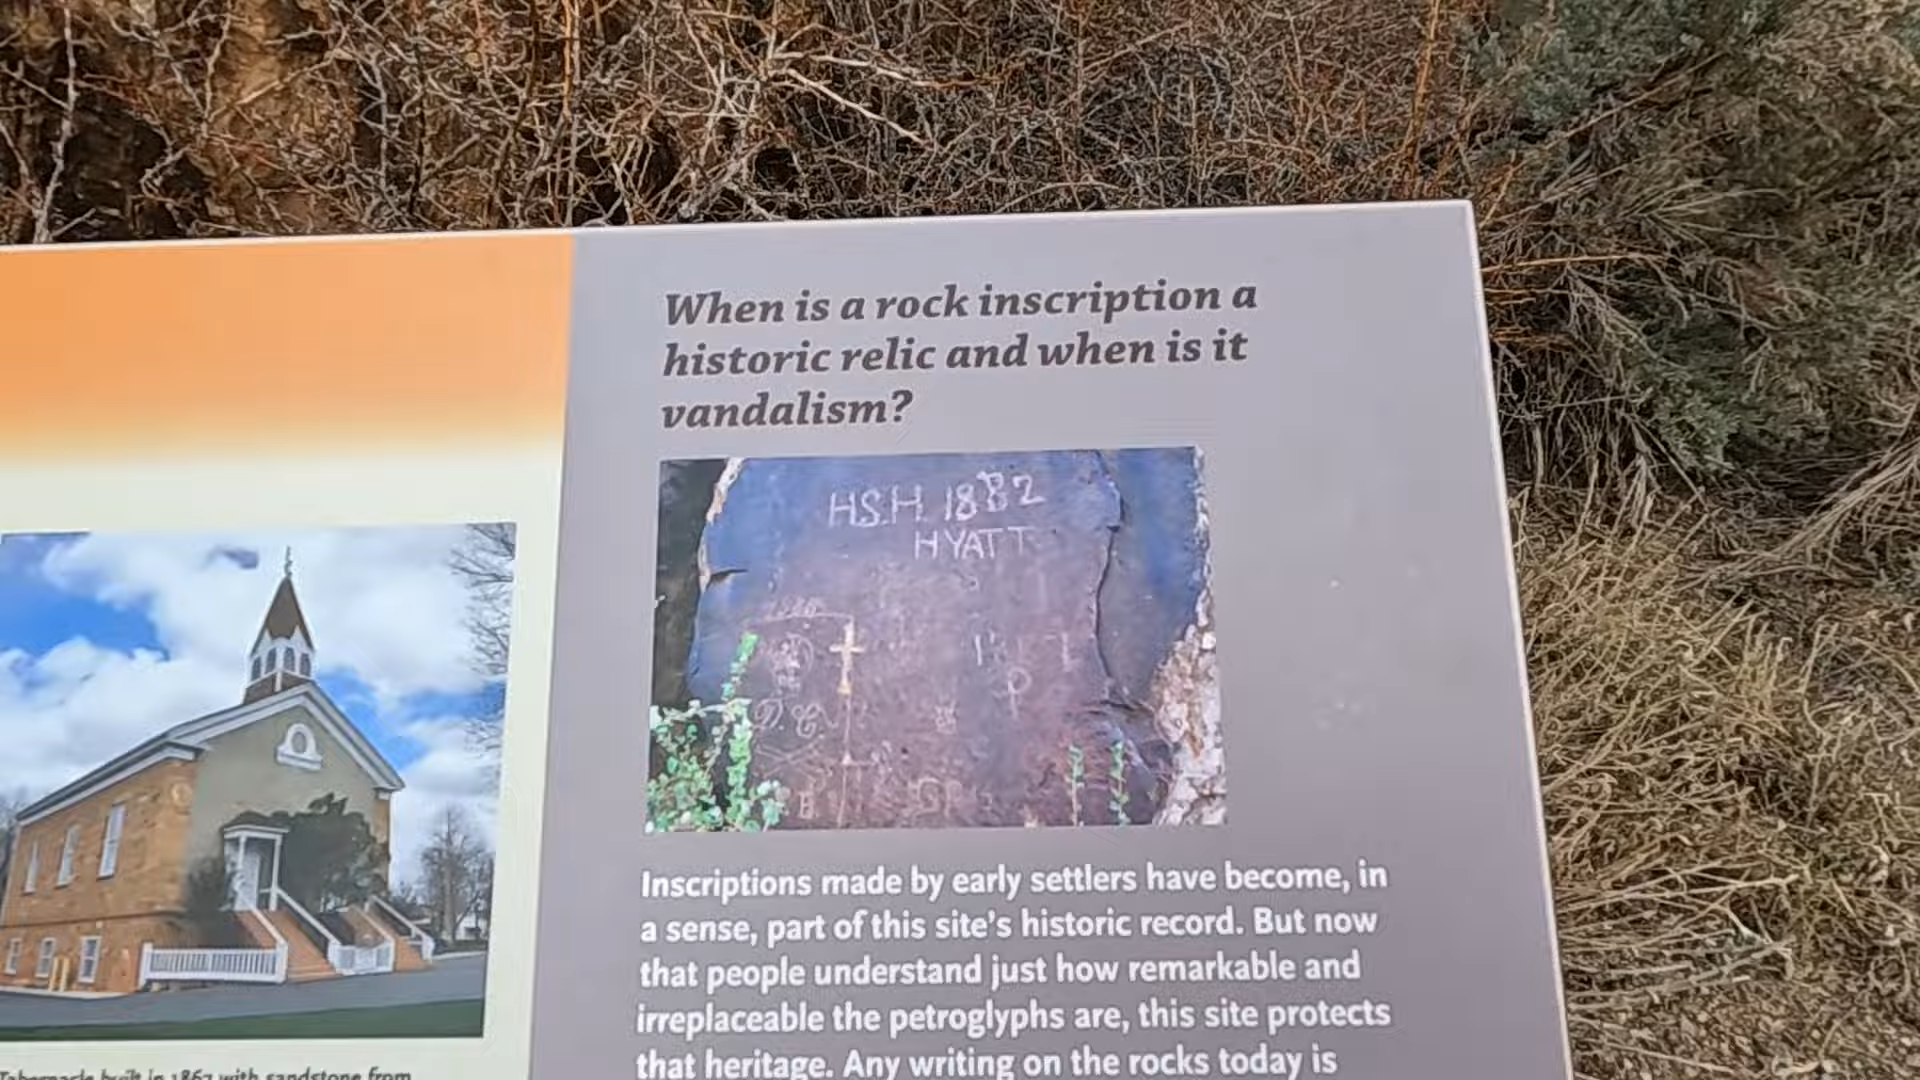 When is a rock inscription a
historic relic and when is it
vandalism?
H.S.H. 1882
HYATT
Inscriptions made by early settlers have become, in
a sense, part of this site's historic record. But now
that people understand just how remarkable and
irreplaceable the petroglyphs are, this site protects
that heritage. Any writing on the rocks today is
Tabernacle built in 1867 with sandstone from